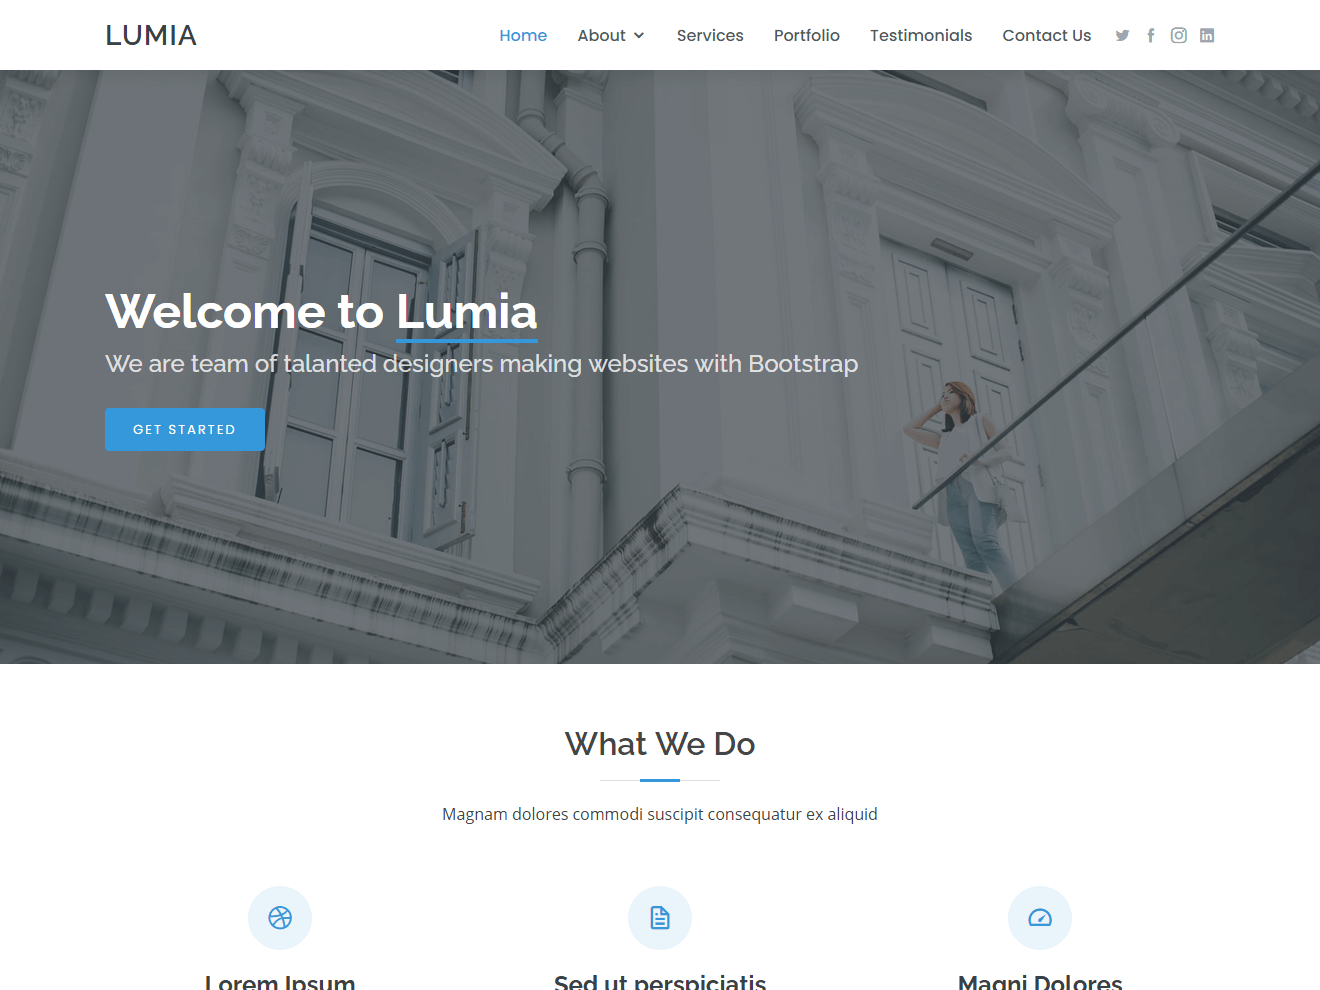 LUMIA
Home About Services Portfolio Testimonials Contact Us
Welcome to Lumia
We are team of talanted designers making websites with Bootstrap
GET STARTED
What We Do
Magnam dolores commodi suscipit consequatur ex aliquid
Lorem Ipsum Sed ut perspiciatis Magni Dolores